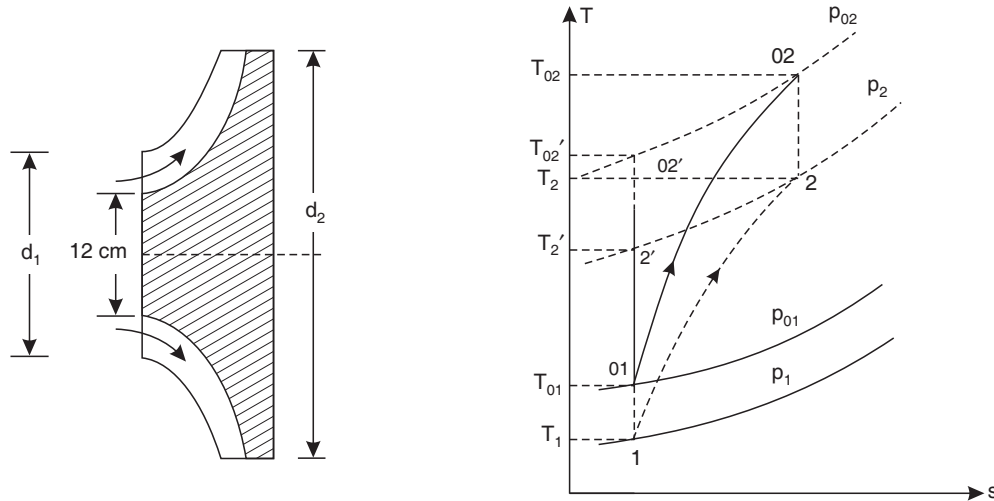 d₁
12 cm
d₂
T
p₀₂
02
T₀₂
p₂
T₀₂′
02′
T₂
2
T₂′
2′
p₀₁
01
T₀₁
p₁
T₁
1
s